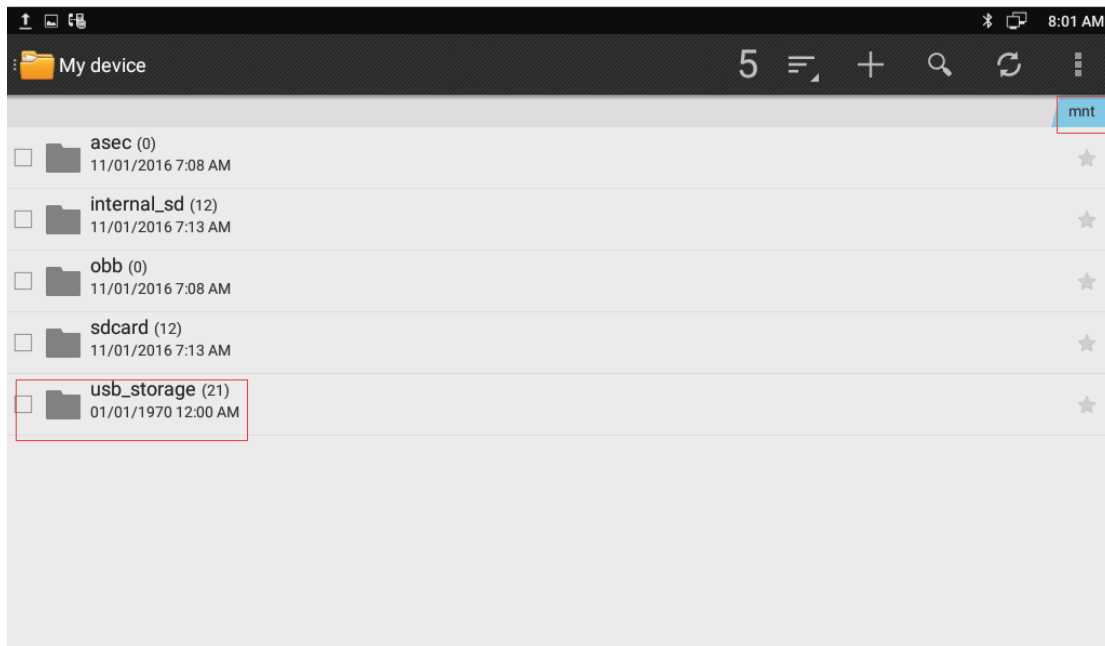 8:01 AM
My device
5
mnt
asec (0)
11/01/2016 7:08 AM
internal_sd (12)
11/01/2016 7:13 AM
obb (0)
11/01/2016 7:08 AM
sdcard (12)
11/01/2016 7:13 AM
usb_storage (21)
01/01/1970 12:00 AM